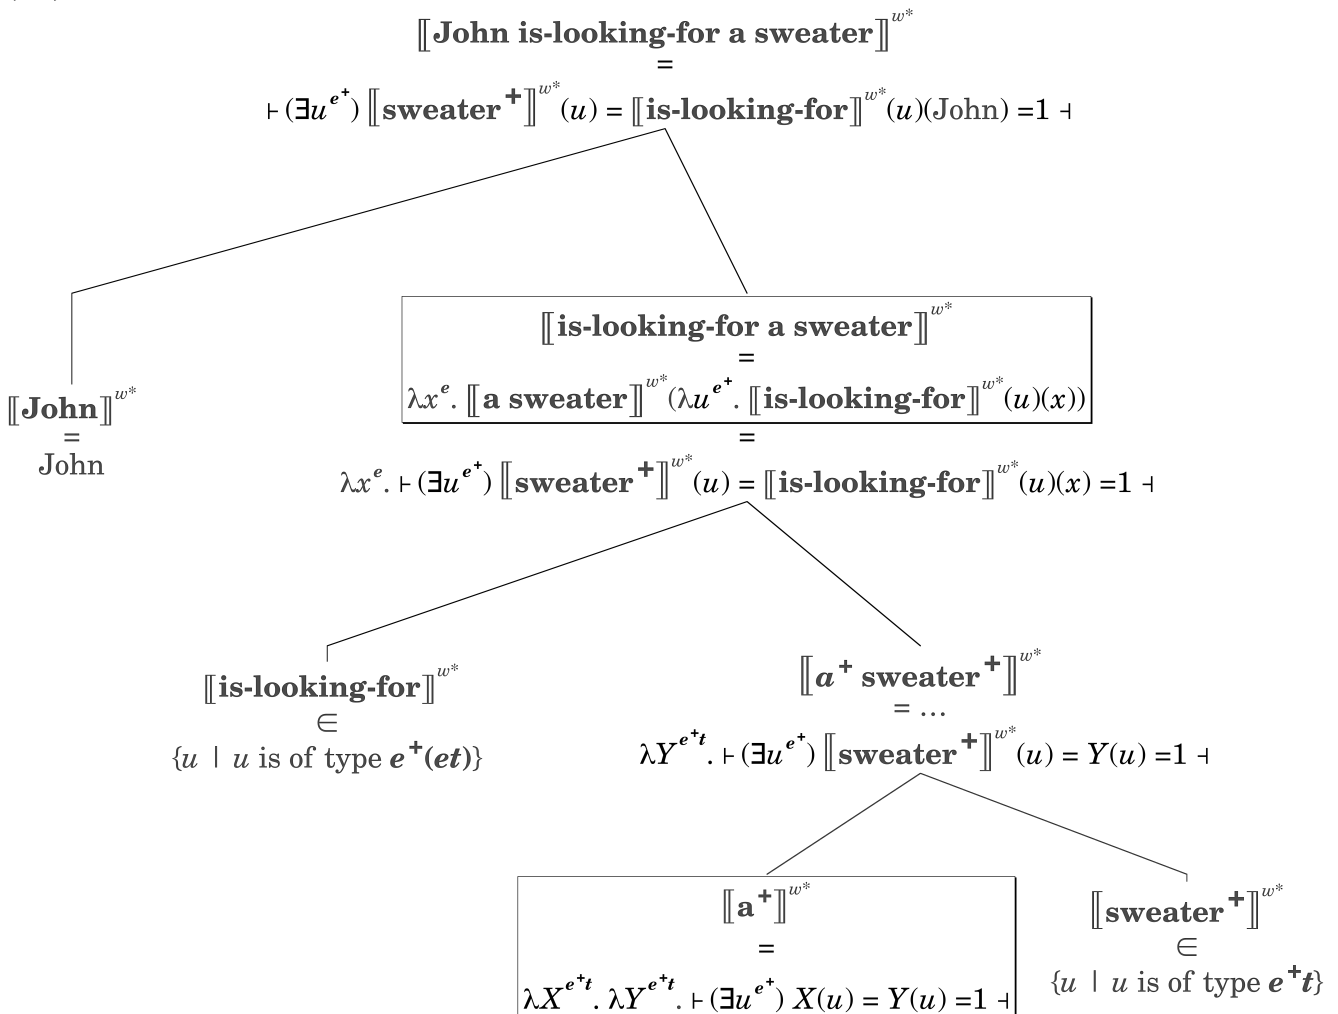 ⟦John is-looking-for a sweater⟧^w*
=
⊢(∃u^e⁺) ⟦sweater⁺⟧^w*(u) = ⟦is-looking-for⟧^w*(u)(John) =1 ⊣
⟦is-looking-for a sweater⟧^w*
=
λx^e. ⟦a sweater⟧^w*(λu^e⁺. ⟦is-looking-for⟧^w*(u)(x))
⟦John⟧^w*
=
John
=
λx^e. ⊢(∃u^e⁺) ⟦sweater⁺⟧^w*(u) = ⟦is-looking-for⟧^w*(u)(x) =1 ⊣
⟦is-looking-for⟧^w*
∈
{u | u is of type e⁺(et)}
⟦a⁺ sweater⁺⟧^w*
= …
λY^e⁺t. ⊢(∃u^e⁺) ⟦sweater⁺⟧^w*(u) = Y(u) =1 ⊣
⟦a⁺⟧^w*
=
λX^e⁺t. λY^e⁺t. ⊢(∃u^e⁺) X(u) = Y(u) =1 ⊣
⟦sweater⁺⟧^w*
∈
{u | u is of type e⁺t}